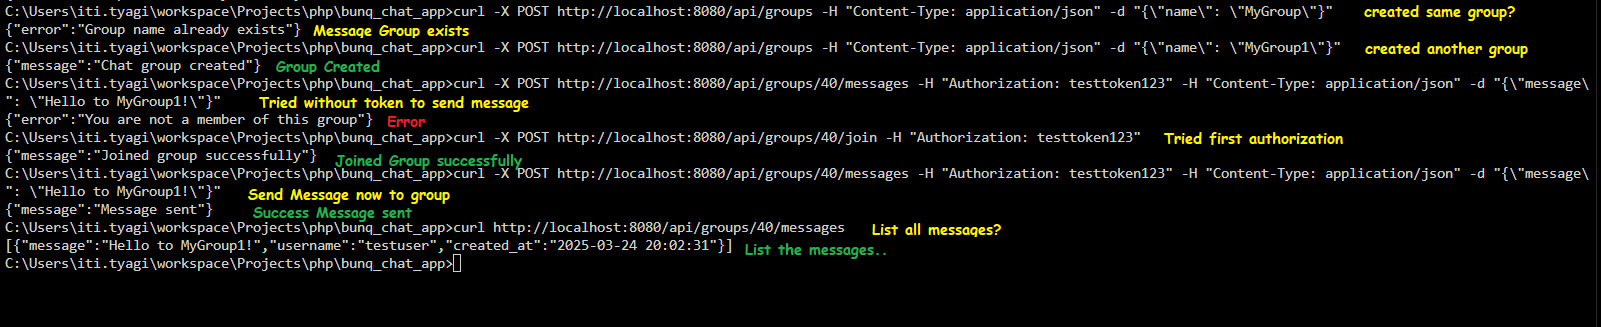 C:\Users\iti.tyagi\workspace\Projects\php\bunq_chat_app>curl -X POST http://localhost:8080/api/groups -H "Content-Type: application/json" -d "{\"name\": \"MyGroup\"}" created same group?
{"error":"Group name already exists"} Message Group exists
C:\Users\iti.tyagi\workspace\Projects\php\bunq_chat_app>curl -X POST http://localhost:8080/api/groups -H "Content-Type: application/json" -d "{\"name\": \"MyGroup1\"}" created another group
{"message":"Chat group created"} Group Created
C:\Users\iti.tyagi\workspace\Projects\php\bunq_chat_app>curl -X POST http://localhost:8080/api/groups/40/messages -H "Authorization: testtoken123" -H "Content-Type: application/json" -d "{\"message\
": \"Hello to MyGroup1!\"}" Tried without token to send message
{"error":"You are not a member of this group"} Error
C:\Users\iti.tyagi\workspace\Projects\php\bunq_chat_app>curl -X POST http://localhost:8080/api/groups/40/join -H "Authorization: testtoken123" Tried first authorization
{"message":"Joined group successfully"} Joined Group successfully
C:\Users\iti.tyagi\workspace\Projects\php\bunq_chat_app>curl -X POST http://localhost:8080/api/groups/40/messages -H "Authorization: testtoken123" -H "Content-Type: application/json" -d "{\"message\
": \"Hello to MyGroup1!\"}" Send Message now to group
{"message":"Message sent"} Success Message sent
C:\Users\iti.tyagi\workspace\Projects\php\bunq_chat_app>curl http://localhost:8080/api/groups/40/messages List all messages?
[{"message":"Hello to MyGroup1!","username":"testuser","created_at":"2025-03-24 20:02:31"}] List the messages..
C:\Users\iti.tyagi\workspace\Projects\php\bunq_chat_app>